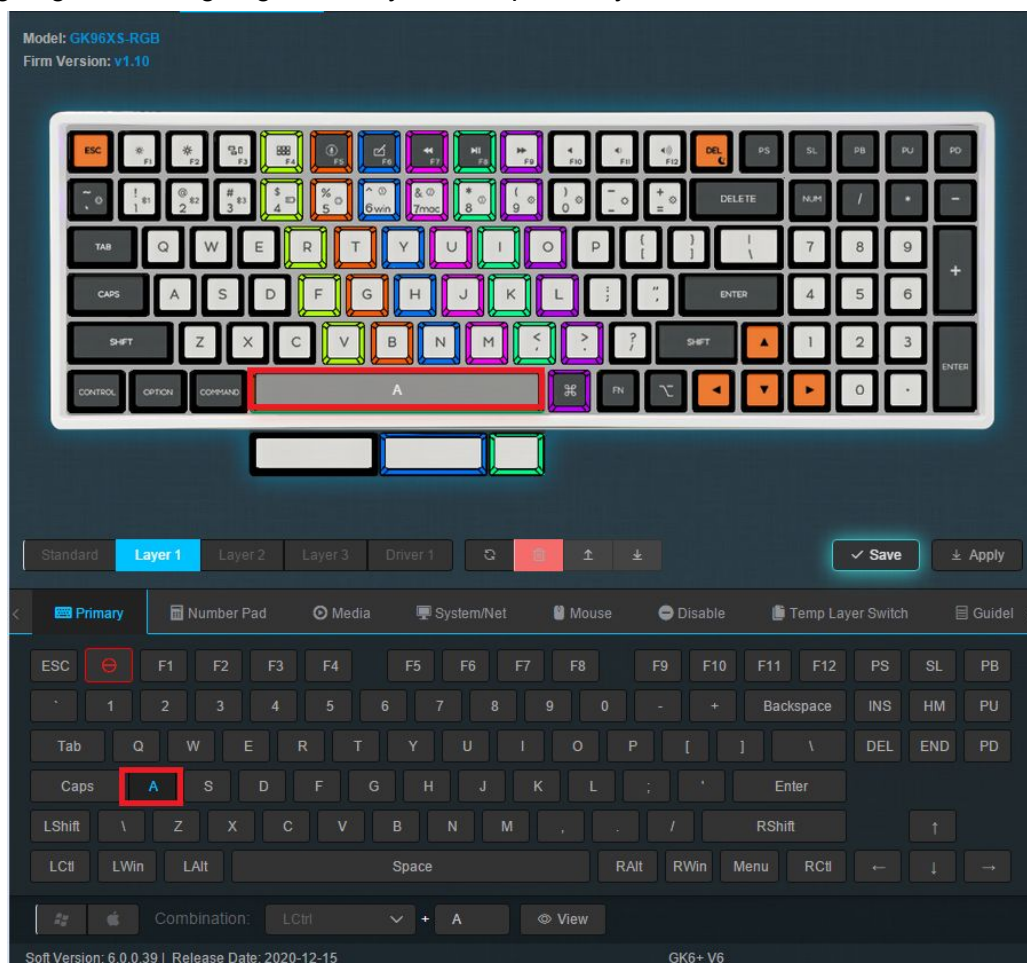 Model: GK96XS-RGB
Firm Version: v1.10
ESC F1 F2 F3 F4 F5 F6 F7 F8 F9 F10 F11 F12 DEL PS SL PB PU PD
~ ` ! 1 @ 2 # 3 $ 4 % 5 ^ 6win & 7mac * 8 ( 9 ) 0 - _ + = DELETE NUM / * -
TAB Q W E R T Y U I O P { [ } ] | \ 7 8 9 +
CAPS A S D F G H J K L : ; " ' ENTER 4 5 6
SHIFT Z X C V B N M < , > . ? / SHIFT 1 2 3 ENTER
CONTROL OPTION COMMAND A ⌘ FN ⌥ 0 .
Standard Layer 1 Layer 2 Layer 3 Driver 1 Save Apply
Primary Number Pad Media System/Net Mouse Disable Temp Layer Switch Guidel
ESC F1 F2 F3 F4 F5 F6 F7 F8 F9 F10 F11 F12 PS SL PB
` 1 2 3 4 5 6 7 8 9 0 - + Backspace INS HM PU
Tab Q W E R T Y U I O P [ ] \ DEL END PD
Caps A S D F G H J K L ; ' Enter
LShift \ Z X C V B N M , . / RShift ↑
LCtl LWin LAlt Space RAlt RWin Menu RCtl ← ↓ →
Combination: LCtrl + A View
Soft Version: 6.0.0.39 | Release Date: 2020-12-15 GK6+ V6